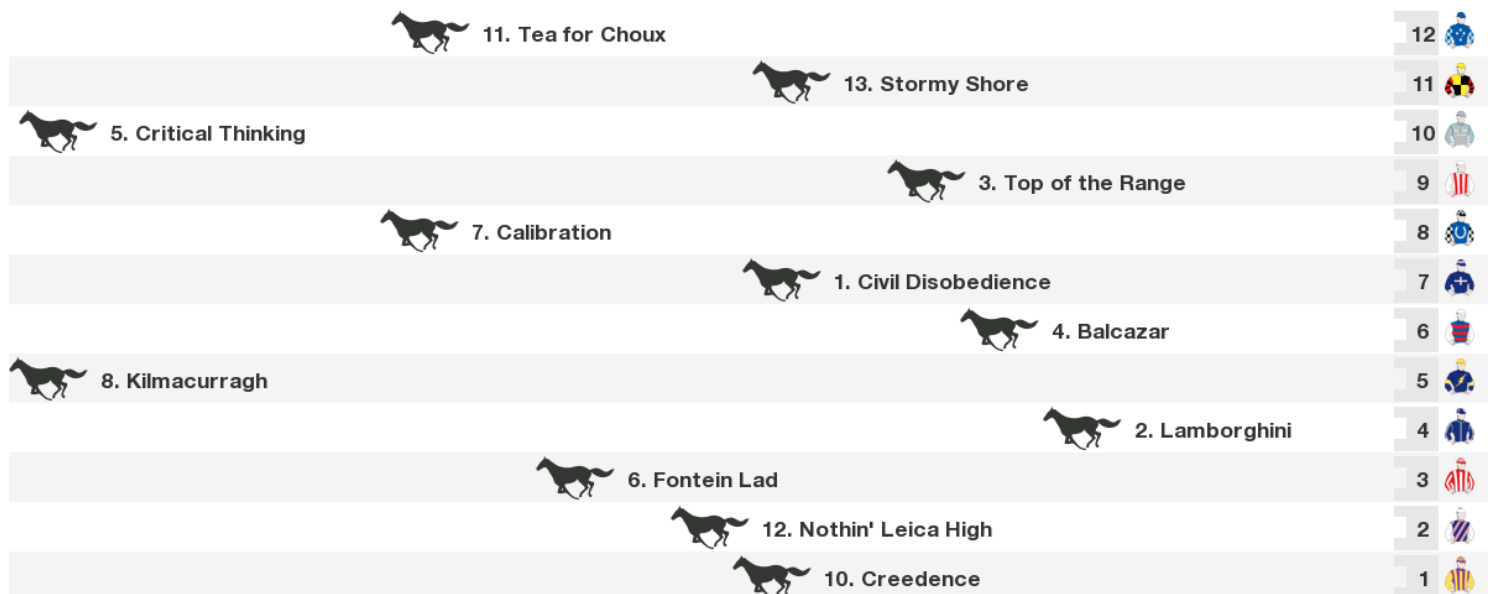 11. Tea for Choux 12
13. Stormy Shore 11
5. Critical Thinking 10
3. Top of the Range 9
7. Calibration 8
1. Civil Disobedience 7
4. Balcazar 6
8. Kilmacurragh 5
2. Lamborghini 4
6. Fontein Lad 3
12. Nothin' Leica High 2
10. Creedence 1